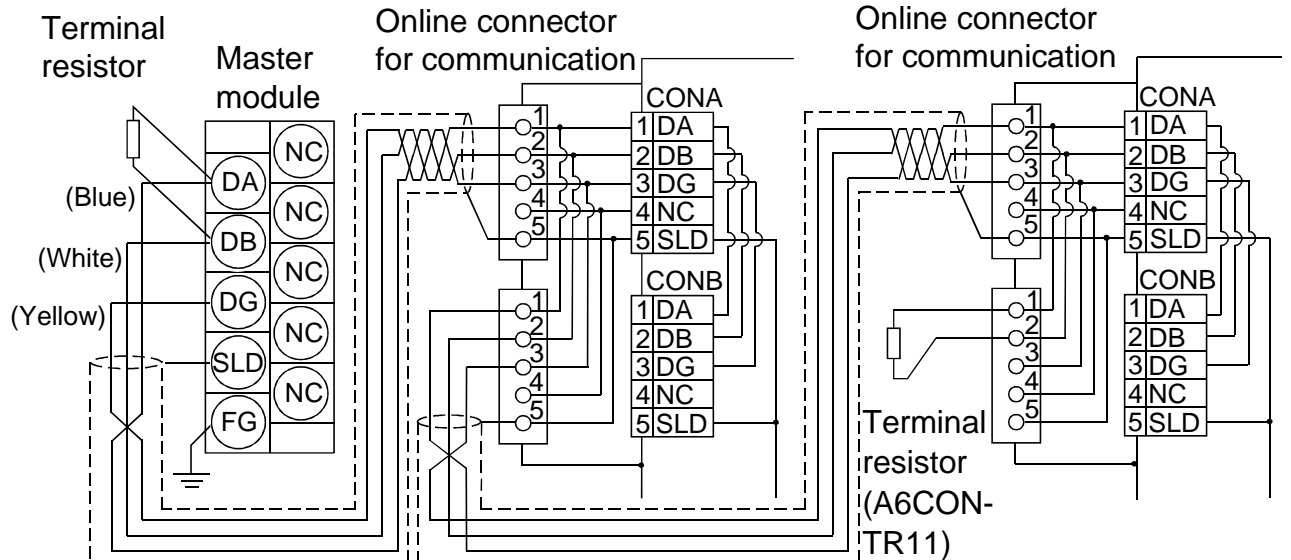 Terminal
resistor
Master
module
(Blue)
(White)
(Yellow)
NC
DA
NC
DB
NC
DG
NC
SLD
NC
FG
Online connector
for communication
1
2
3
4
5
CONA
1 DA
2 DB
3 DG
4 NC
5 SLD
1
2
3
4
5
CONB
1 DA
2 DB
3 DG
4 NC
5 SLD
Online connector
for communication
1
2
3
4
5
CONA
1 DA
2 DB
3 DG
4 NC
5 SLD
1
2
3
4
5
CONB
1 DA
2 DB
3 DG
4 NC
5 SLD
Terminal
resistor
(A6CON-
TR11)